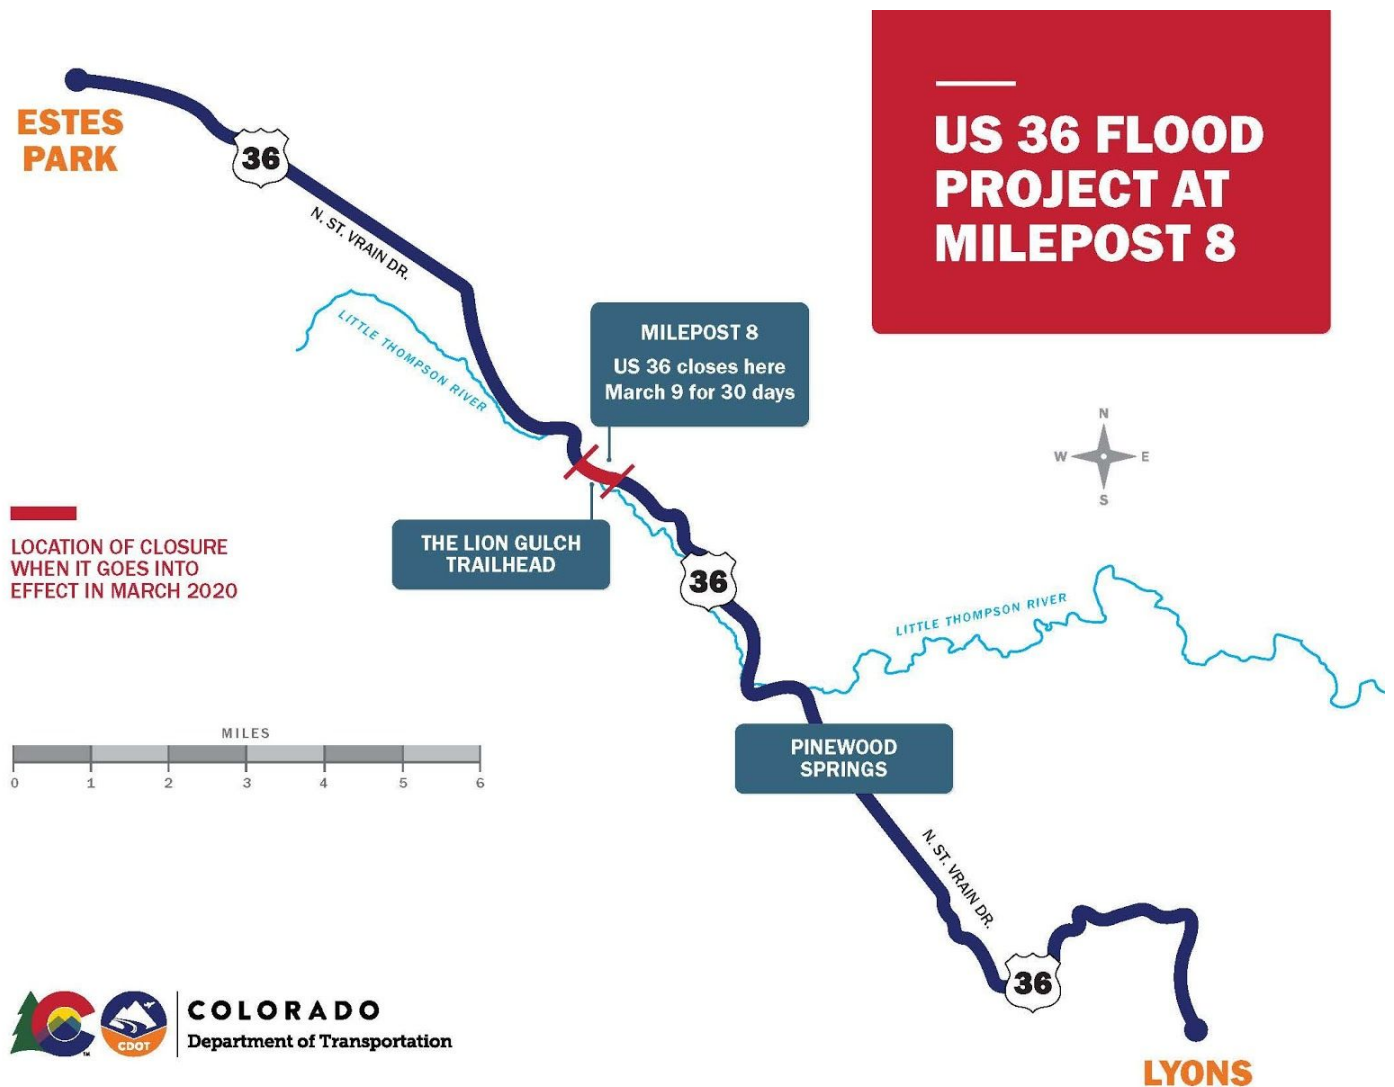 US 36 FLOOD
PROJECT AT
MILEPOST 8
ESTES
PARK
36
N. ST. VRAIN DR.
LITTLE THOMPSON RIVER
MILEPOST 8
US 36 closes here
March 9 for 30 days
N
W
E
S
THE LION GULCH
TRAILHEAD
LOCATION OF CLOSURE
WHEN IT GOES INTO
EFFECT IN MARCH 2020
36
LITTLE THOMPSON RIVER
MILES
0 1 2 3 4 5 6
PINEWOOD
SPRINGS
N. ST. VRAIN DR.
36
CDOT
TM
COLORADO
Department of Transportation
LYONS